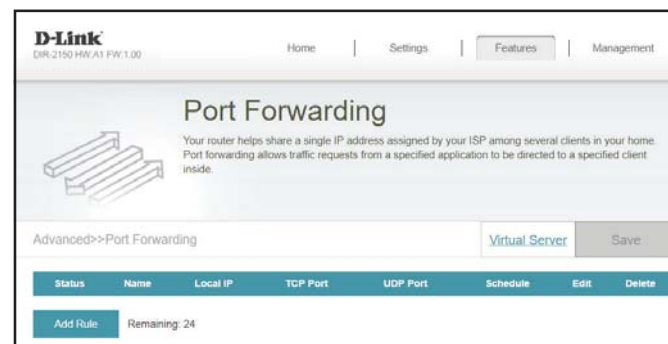 D-Link
DIR-2150 HW:A1 FW:1.00
Home | Settings | Features | Management
Port Forwarding
Your router helps share a single IP address assigned by your ISP among several clients in your home.
Port forwarding allows traffic requests from a specified application to be directed to a specified client
inside.
Advanced>>Port Forwarding
Virtual Server
Save
Status Name Local IP TCP Port UDP Port Schedule Edit Delete
Add Rule Remaining: 24